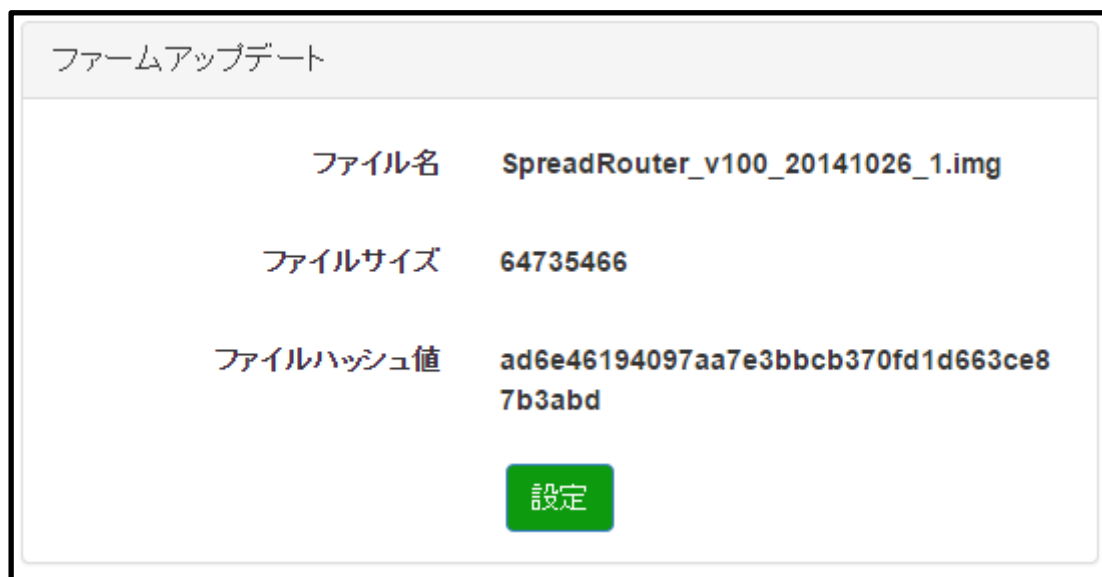 ファームアップデート
ファイル名 SpreadRouter_v100_20141026_1.img
ファイルサイズ 64735466
ファイルハッシュ値 ad6e46194097aa7e3bbcb370fd1d663ce8
7b3abd
設定